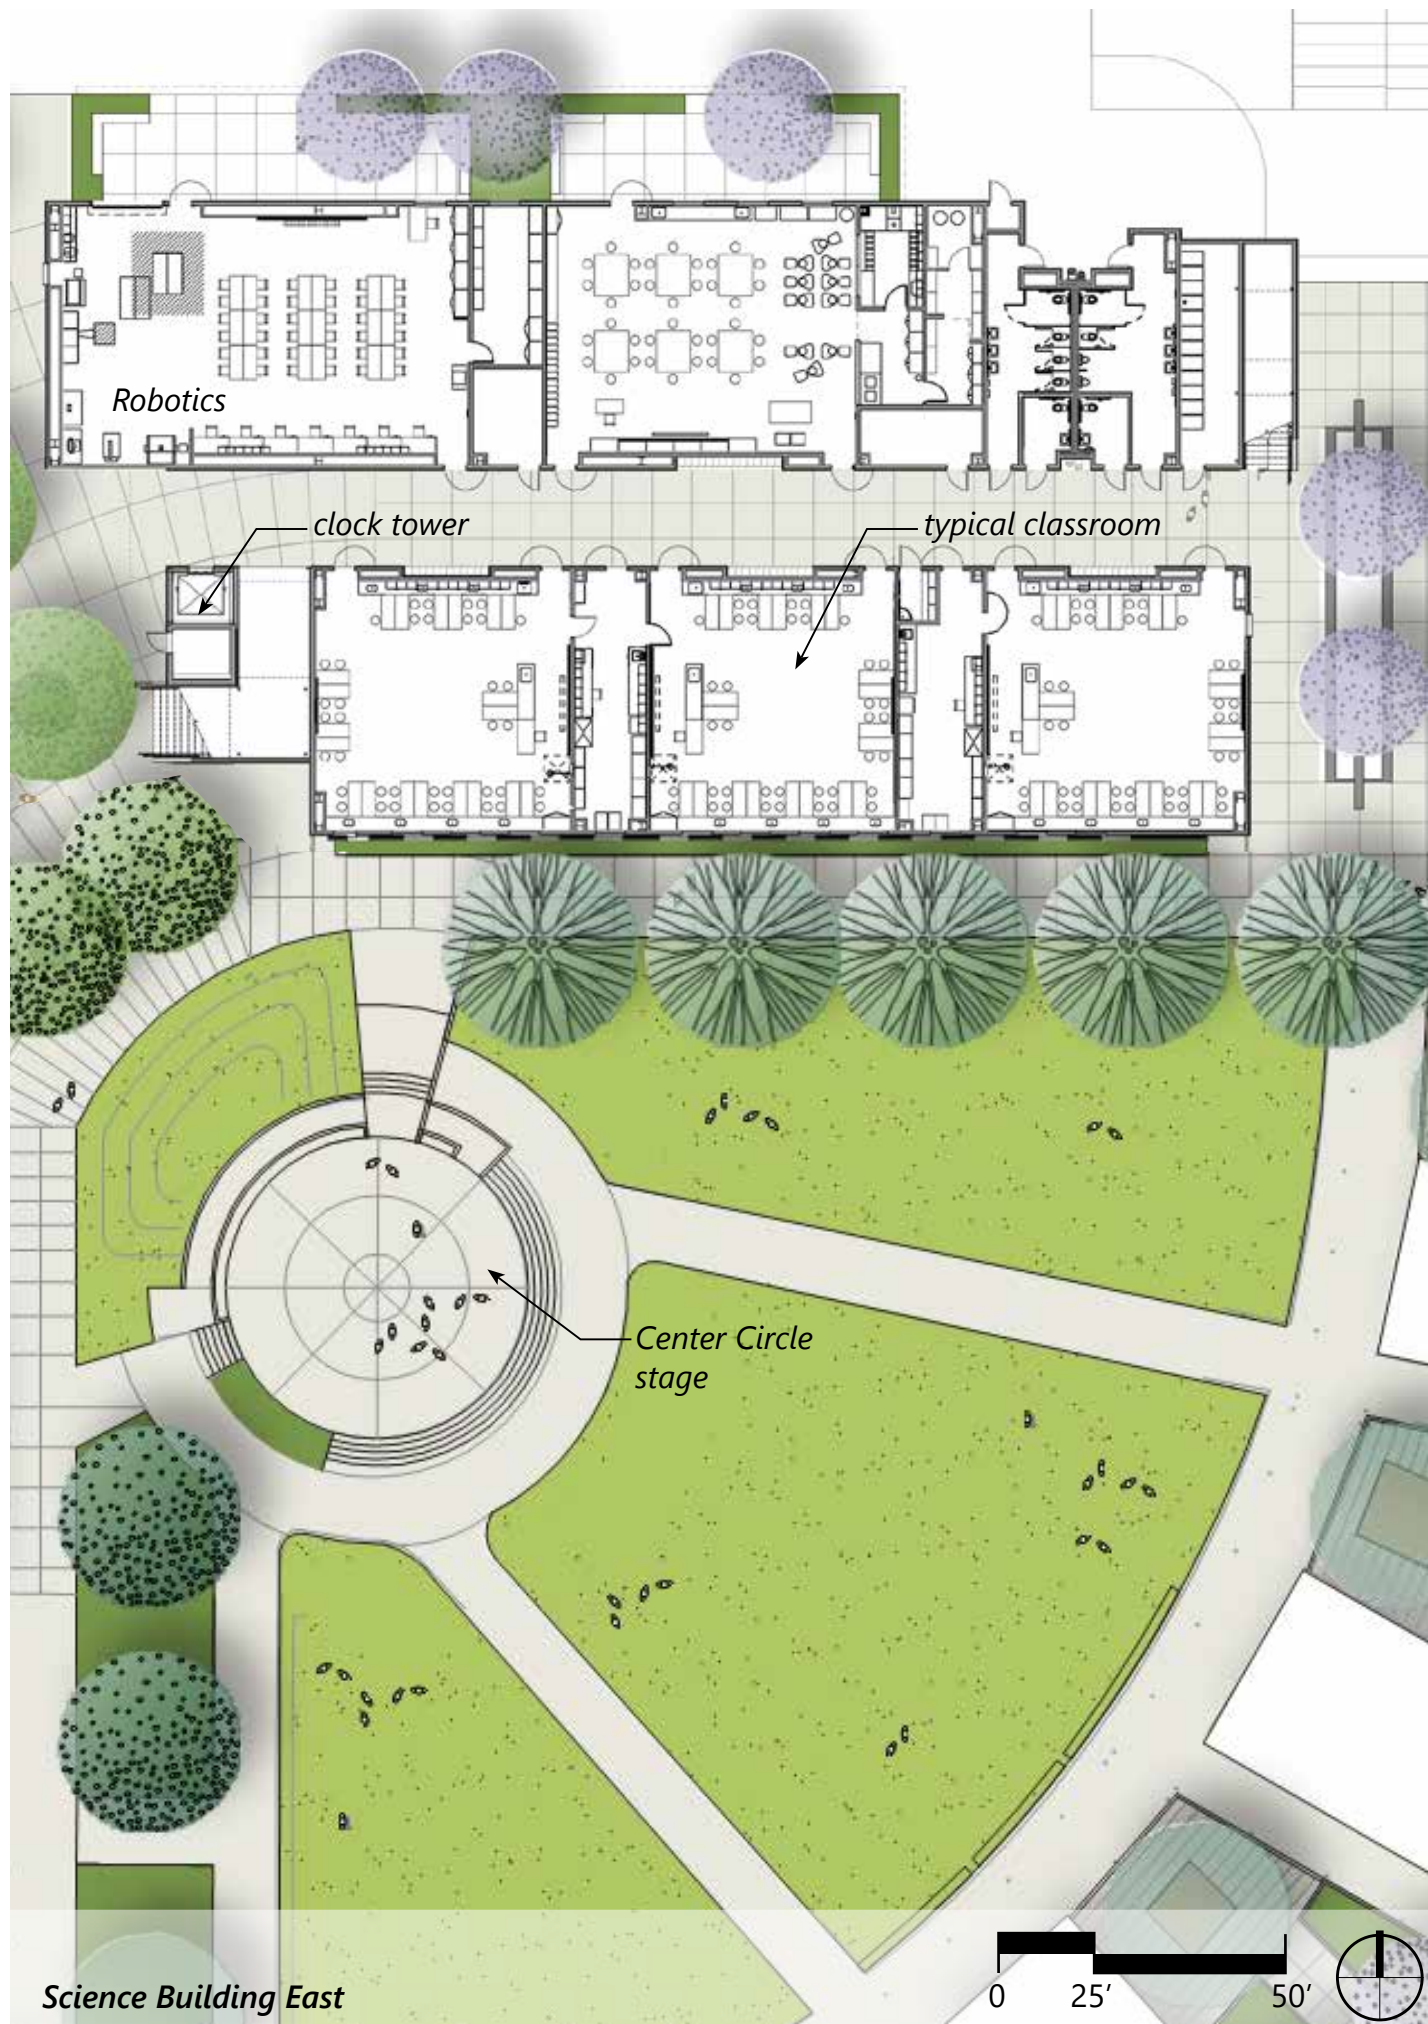 Robotics
clock tower
typical classroom
Center Circle
stage
Science Building East
0
25’
50’